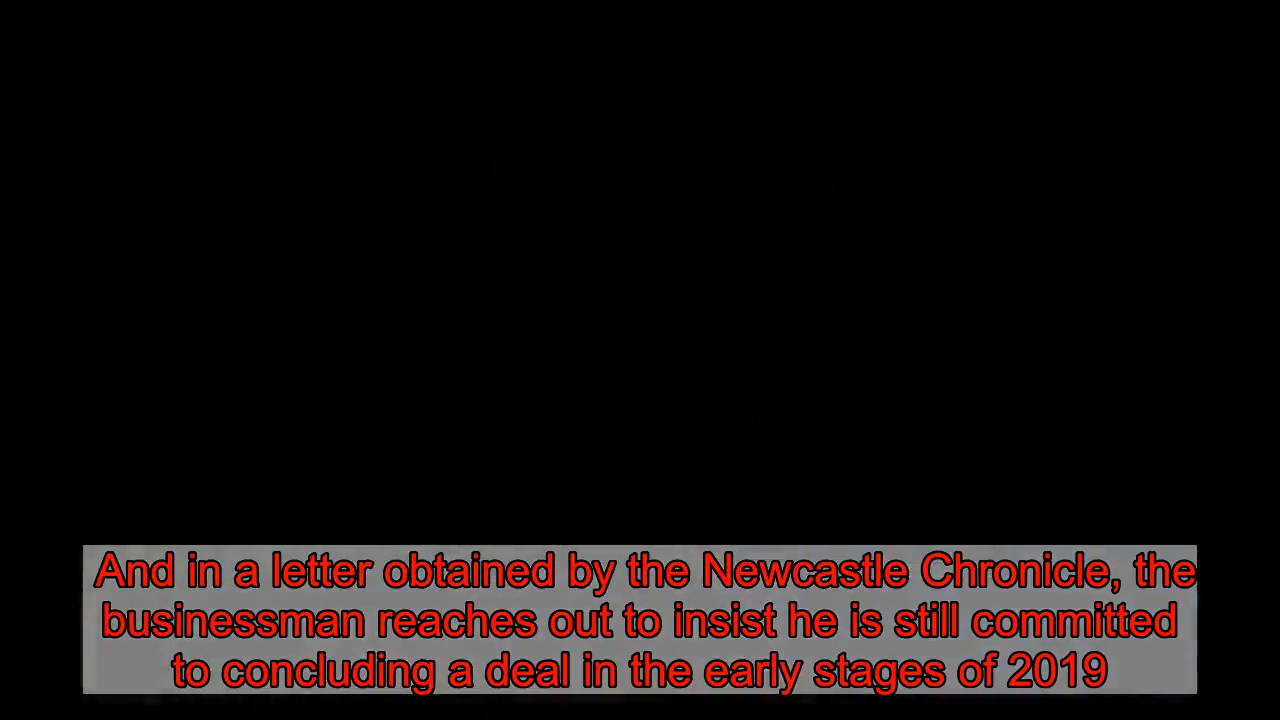 And in a letter obtained by the Newcastle Chronicle, the
businessman reaches out to insist he is still committed
to concluding a deal in the early stages of 2019